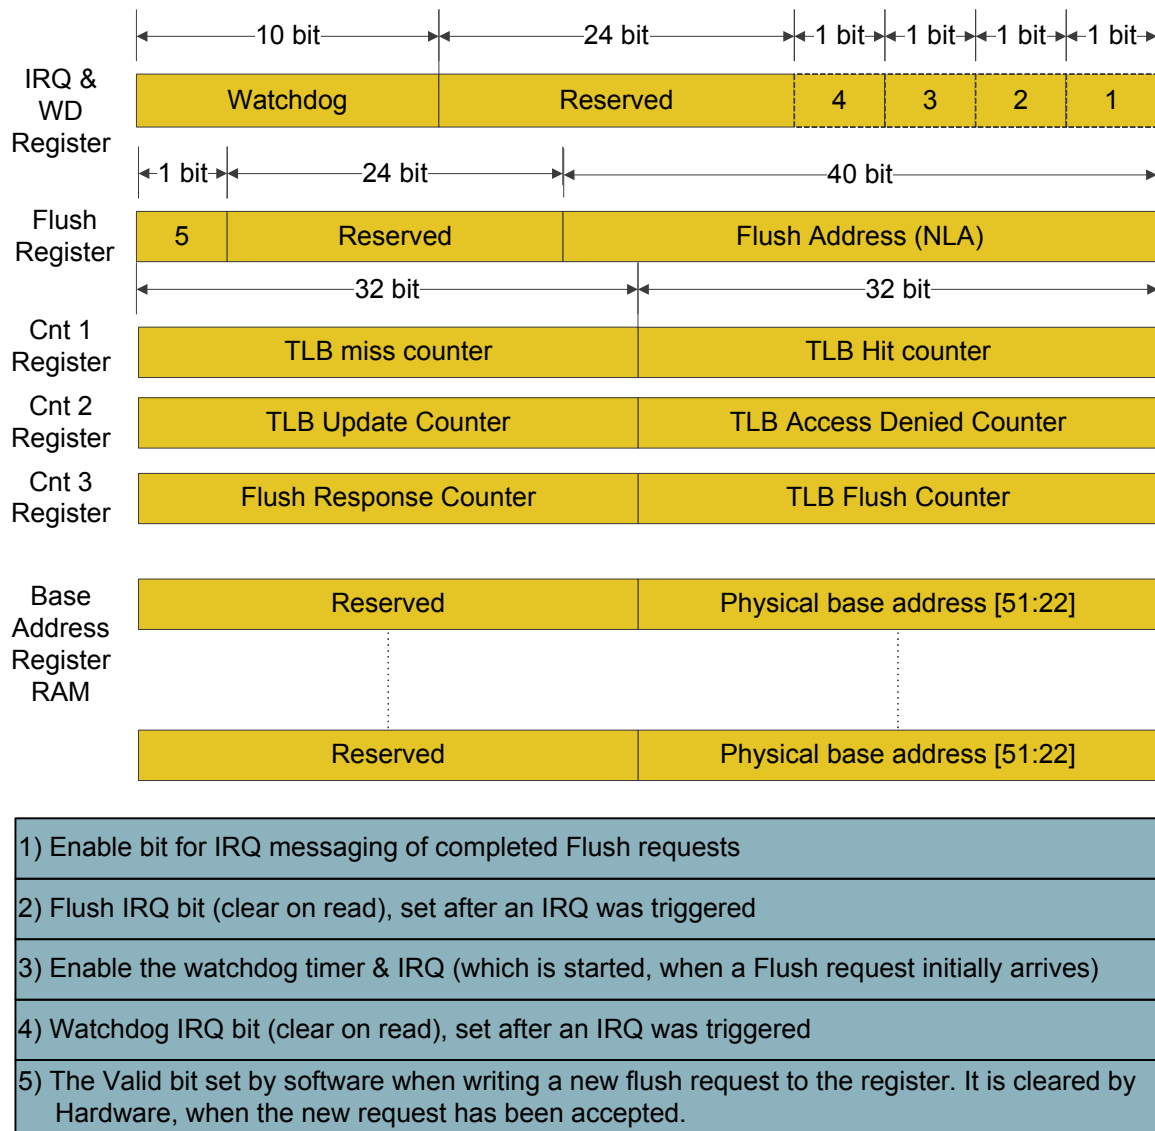 10 bit 24 bit 1 bit 1 bit 1 bit 1 bit
IRQ &
WD
Register
Watchdog Reserved 4 3 2 1
1 bit 24 bit 40 bit
Flush
Register
5 Reserved Flush Address (NLA)
32 bit 32 bit
Cnt 1
Register
TLB miss counter TLB Hit counter
Cnt 2
Register
TLB Update Counter TLB Access Denied Counter
Cnt 3
Register
Flush Response Counter TLB Flush Counter
Base
Address
Register
RAM
Reserved Physical base address [51:22]
Reserved Physical base address [51:22]
1) Enable bit for IRQ messaging of completed Flush requests
2) Flush IRQ bit (clear on read), set after an IRQ was triggered
3) Enable the watchdog timer & IRQ (which is started, when a Flush request initially arrives)
4) Watchdog IRQ bit (clear on read), set after an IRQ was triggered
5) The Valid bit set by software when writing a new flush request to the register. It is cleared by
Hardware, when the new request has been accepted.